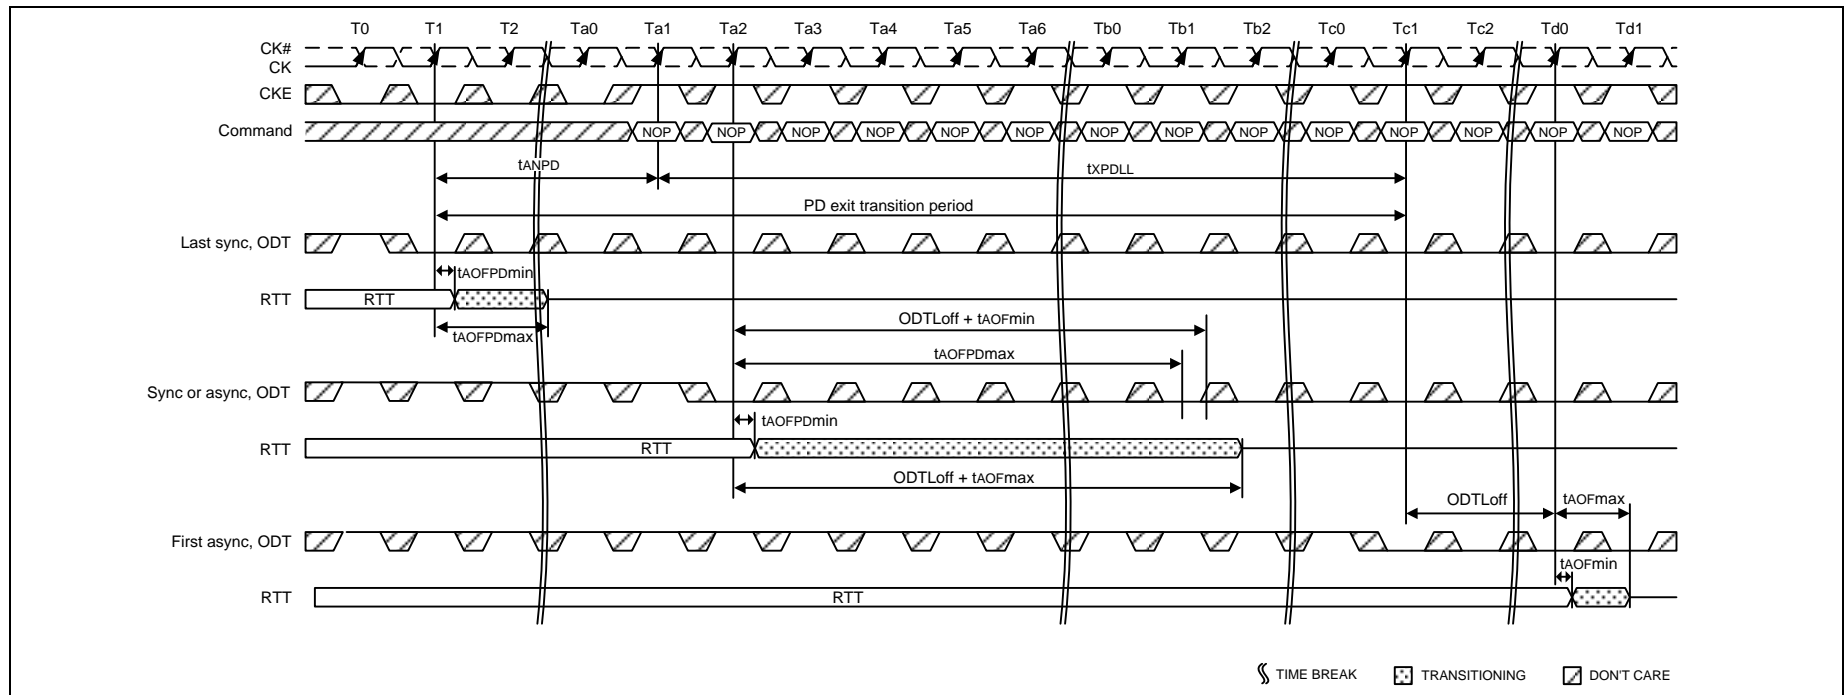 T0 T1 T2 Ta0 Ta1 Ta2 Ta3 Ta4 Ta5 Ta6 Tb0 Tb1 Tb2 Tc0 Tc1 Tc2 Td0 Td1
CK#
CK
CKE
Command NOP NOP NOP NOP NOP NOP NOP NOP NOP NOP NOP NOP NOP NOP
tANPD tXPDLL
PD exit transition period
Last sync, ODT
tAOFPDmin
RTT RTT
tAOFPDmax
ODTLoff + tAOFmin
tAOFPDmax
Sync or async, ODT
tAOFPDmin
RTT RTT
ODTLoff + tAOFmax
ODTLoff tAOFmax
First async, ODT
tAOFmin
RTT RTT
TIME BREAK TRANSITIONING DON'T CARE